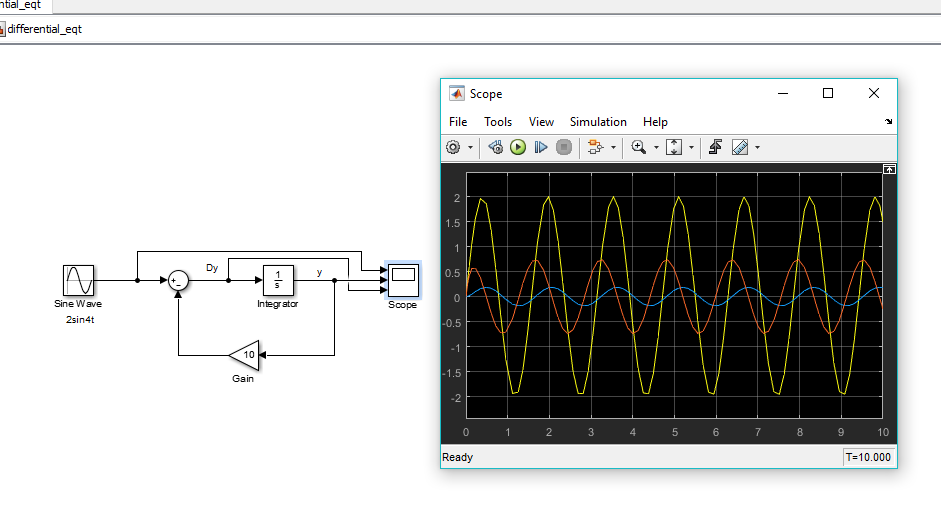 ntial_eqt
differential_eqt
Scope
File Tools View Simulation Help
2
1.5
1
0.5
0
-0.5
-1
-1.5
-2
0 1 2 3 4 5 6 7 8 9 10
Ready T=10.000
Sine Wave
2sin4t
+
-
Dy
1
s
Integrator
y
Scope
10
Gain